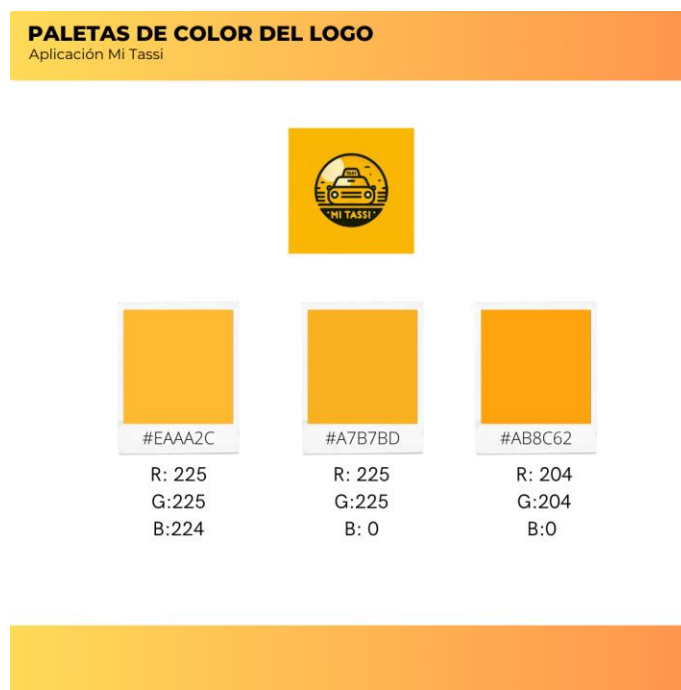 PALETAS DE COLOR DEL LOGO
Aplicación Mi Tassi
TAXI
MI TASSI
#EAAA2C
#A7B7BD
#AB8C62
R: 225
G:225
B:224
R: 225
G:225
B: 0
R: 204
G:204
B:0